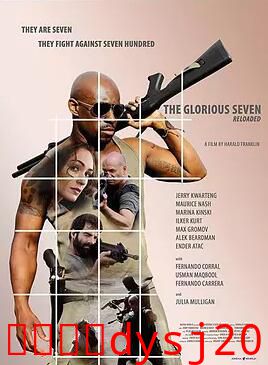 THEY ARE SEVEN
THEY FIGHT AGAINST SEVEN HUNDRED
THE GLORIOUS SEVEN
RELOADED
A FILM BY HARALD FRANKLIN
JERRY KWARTENG
MAURICE NASH
MARINA KINSKI
ILKER KURT
MAX GROMOV
ALEX BEARDMAN
ENDER ATAÇ
with
FERNANDO CORRAL
USMAN MAQBOOL
FERNANDO CARRERA
and
JULIA MULLIGAN
dysj20